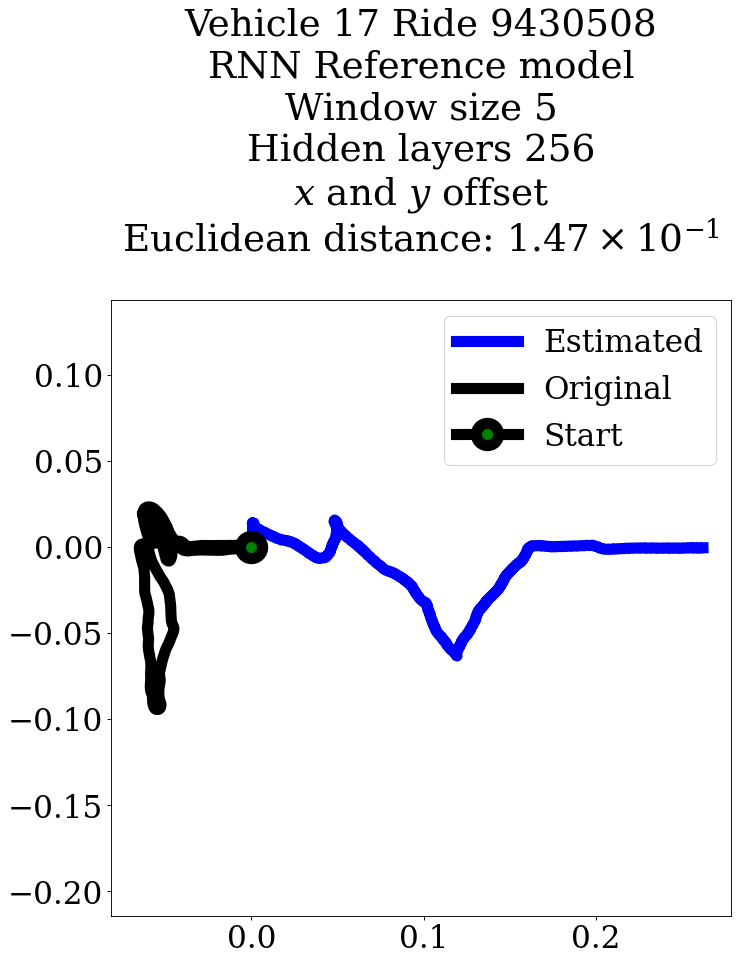 Vehicle 17 Ride 9430508
RNN Reference model
Window size 5
Hidden layers 256
x and y offset
Euclidean distance: 1.47 × 10⁻¹
Estimated
Original
Start
0.10
0.05
0.00
−0.05
−0.10
−0.15
−0.20
0.0 0.1 0.2